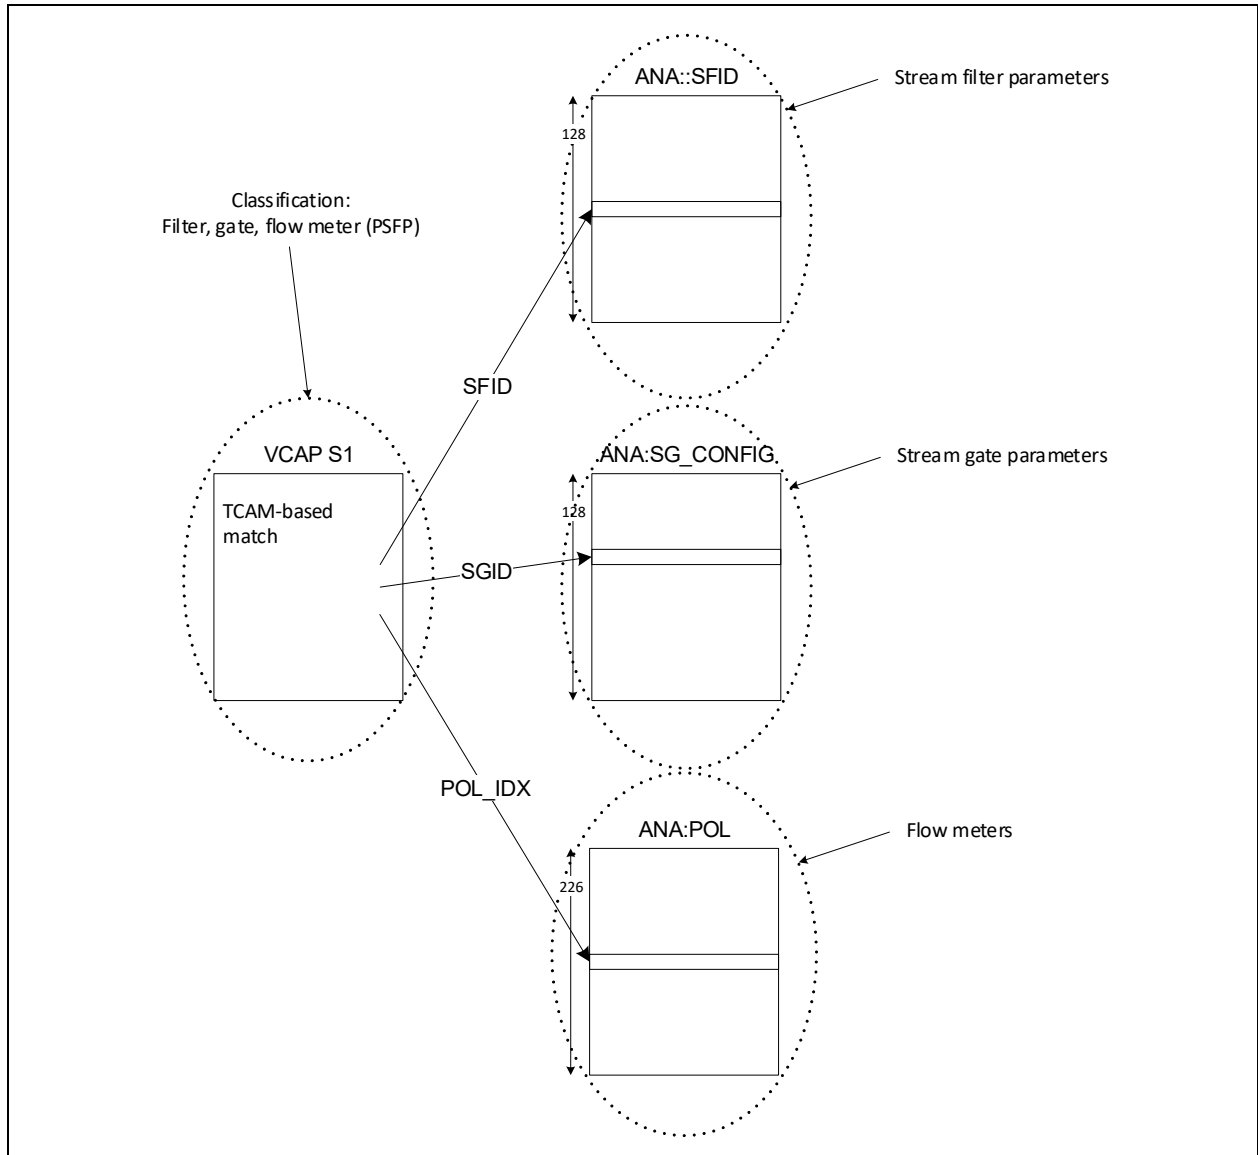 ANA::SFID
Stream filter parameters
128
Classification:
Filter, gate, flow meter (PSFP)
SFID
VCAP S1
ANA:SG_CONFIG
Stream gate parameters
TCAM-based
match
128
SGID
POL_IDX
ANA:POL
Flow meters
226